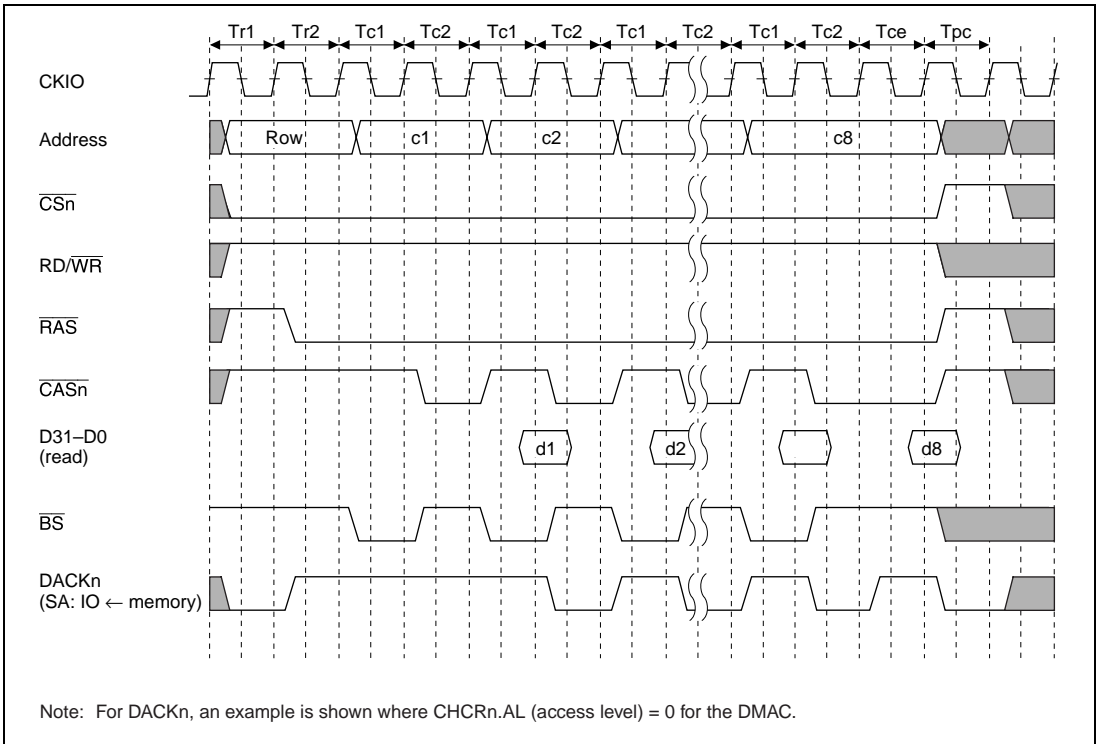 Tr1 Tr2 Tc1 Tc2 Tc1 Tc2 Tc1 Tc2 Tc1 Tc2 Tce Tpc
CKIO
Address Row c1 c2 c8
CSn
RD/WR
RAS
CASn
D31–D0
(read) d1 d2 d8
BS
DACKn
(SA: IO ← memory)
Note: For DACKn, an example is shown where CHCRn.AL (access level) = 0 for the DMAC.